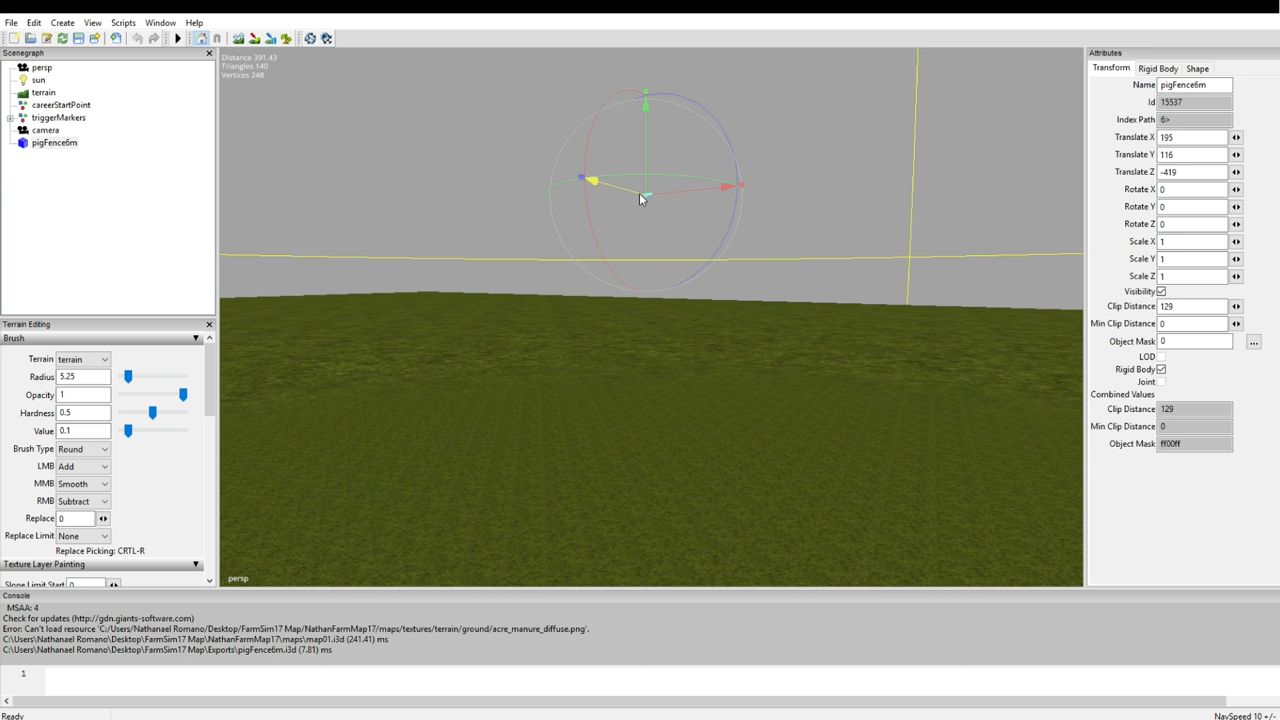 File Edit Create View Scripts Window Help
Scenegraph
persp
sun
terrain
careerStartPoint
triggerMarkers
camera
pigFence6m
Distance 391.43
Triangles 140
Vertices 248
persp
Terrain Editing
Brush
Terrain terrain
Radius 5.25
Opacity 1
Hardness 0.5
Value 0.1
Brush Type Round
LMB Add
MMB Smooth
RMB Subtract
Replace 0
Replace Limit None
Replace Picking: CRTL-R
Texture Layer Painting
Slope Limit Start 0
Attributes
Transform Rigid Body Shape
Name pigFence6m
Id 15537
Index Path 6>
Translate X 195
Translate Y 116
Translate Z -419
Rotate X 0
Rotate Y 0
Rotate Z 0
Scale X 1
Scale Y 1
Scale Z 1
Visibility
Clip Distance 129
Min Clip Distance 0
Object Mask 0 ...
LOD
Rigid Body
Joint
Combined Values
Clip Distance 129
Min Clip Distance 0
Object Mask ff00ff
Console
MSAA: 4
Check for updates (http://gdn.giants-software.com)
Error: Can't load resource 'C:/Users/Nathanael Romano/Desktop/FarmSim17 Map/NathanFarmMap17/maps/textures/terrain/ground/acre_manure_diffuse.png'.
C:\Users\Nathanael Romano\Desktop\FarmSim17 Map\NathanFarmMap17\maps\map01.i3d (241.41) ms
C:\Users\Nathanael Romano\Desktop\FarmSim17 Map\Exports\pigFence6m.i3d (7.81) ms
1
Ready NavSpeed 10 +/-